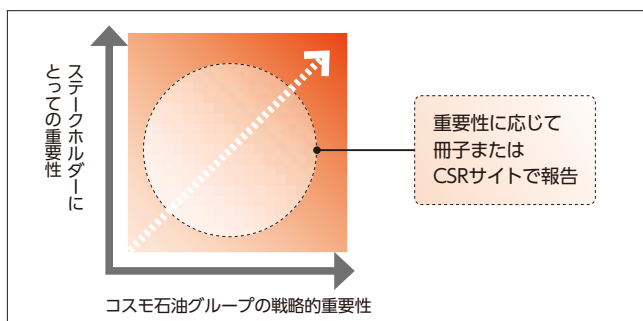 ステークホルダーに
とっての重要性
重要性に応じて
冊子または
CSRサイトで報告
コスモ石油グループの戦略的重要性